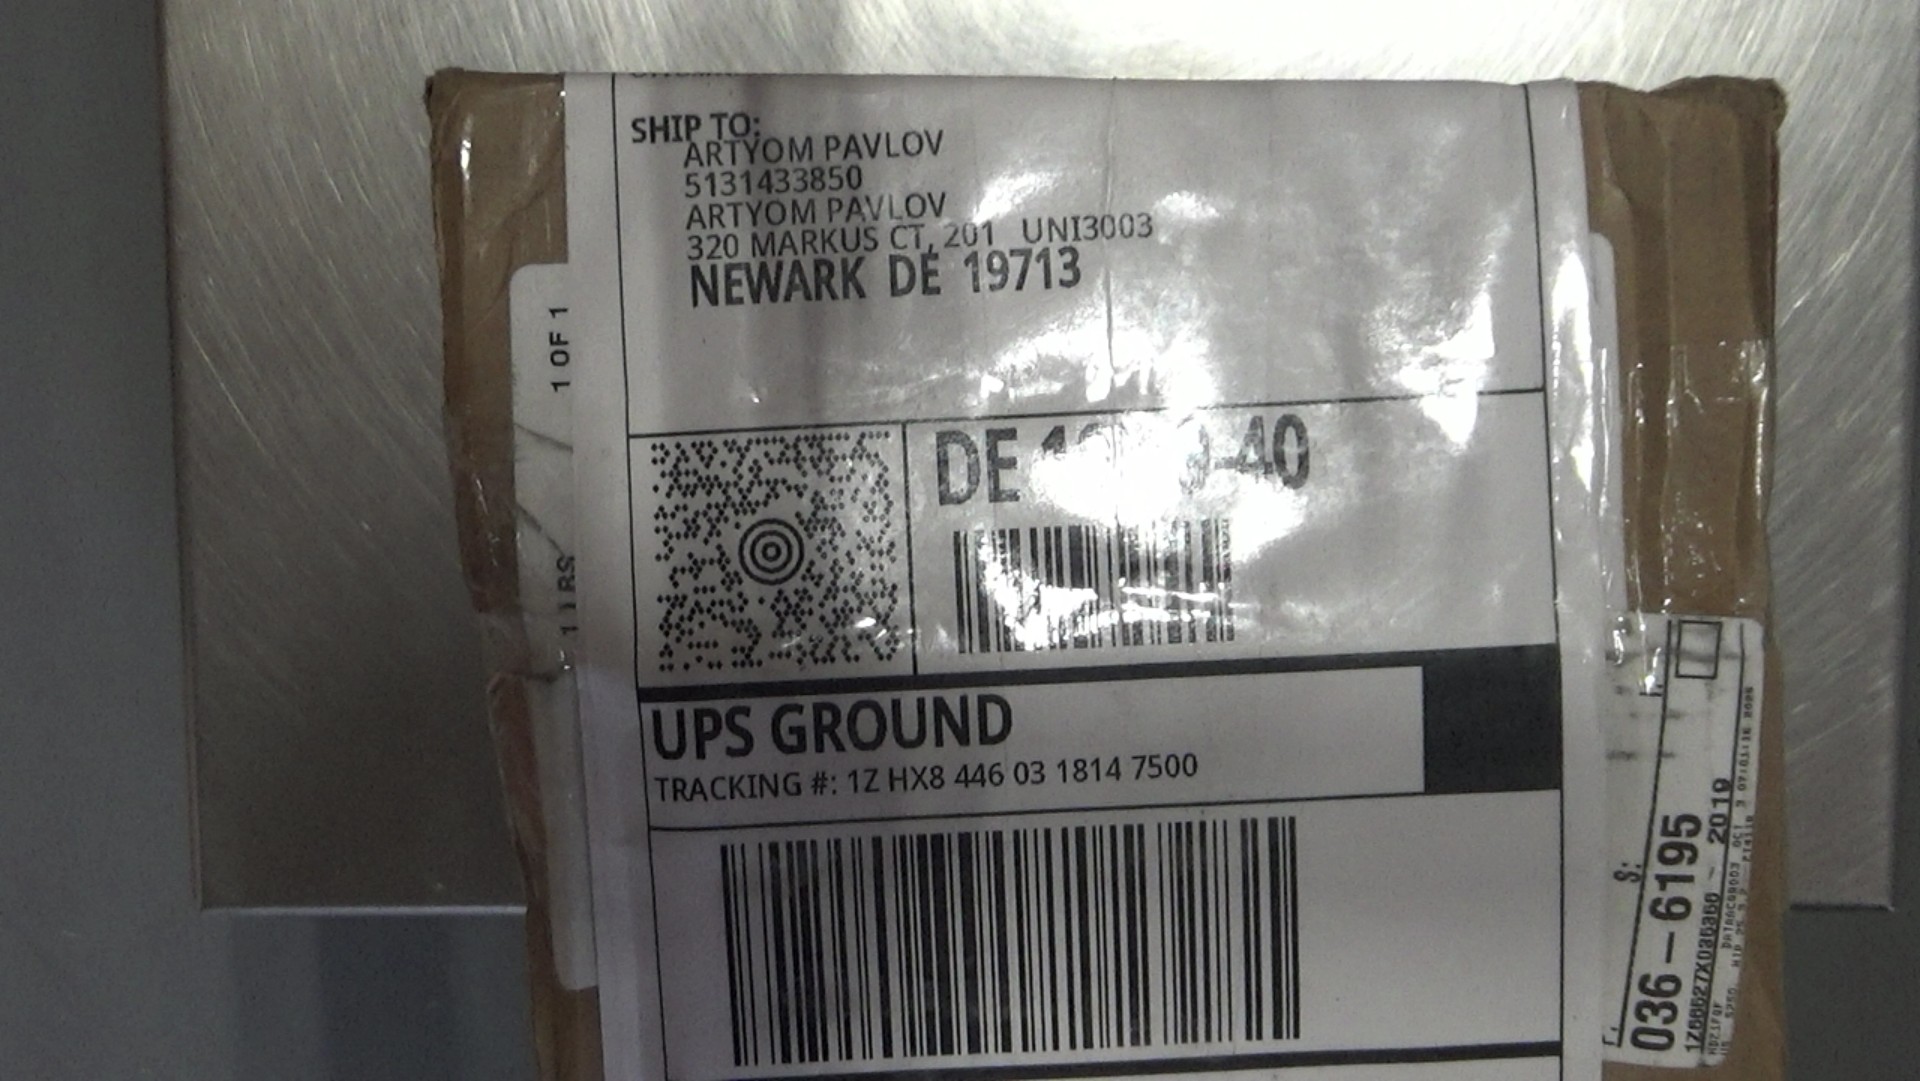 SHIP TO:
ARTYOM PAVLOV
5131433850
ARTYOM PAVLOV
320 MARKUS CT, 201 UNI3003
NEWARK DE 19713
1 OF 1
DE -40
UPS GROUND
TRACKING #: 1Z HX8 446 03 1814 7500
036-6195
2019